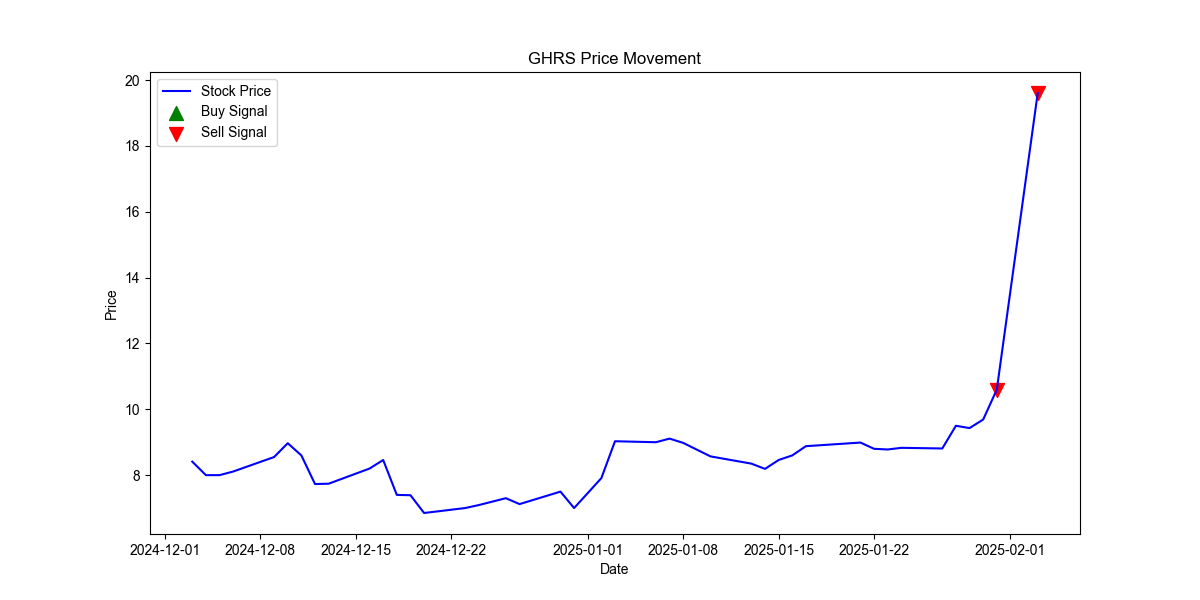 GHRS Price Movement
Stock Price
Buy Signal
Sell Signal
Price
20
18
16
14
12
10
8
2024-12-01 2024-12-08 2024-12-15 2024-12-22 2025-01-01 2025-01-08 2025-01-15 2025-01-22 2025-02-01
Date